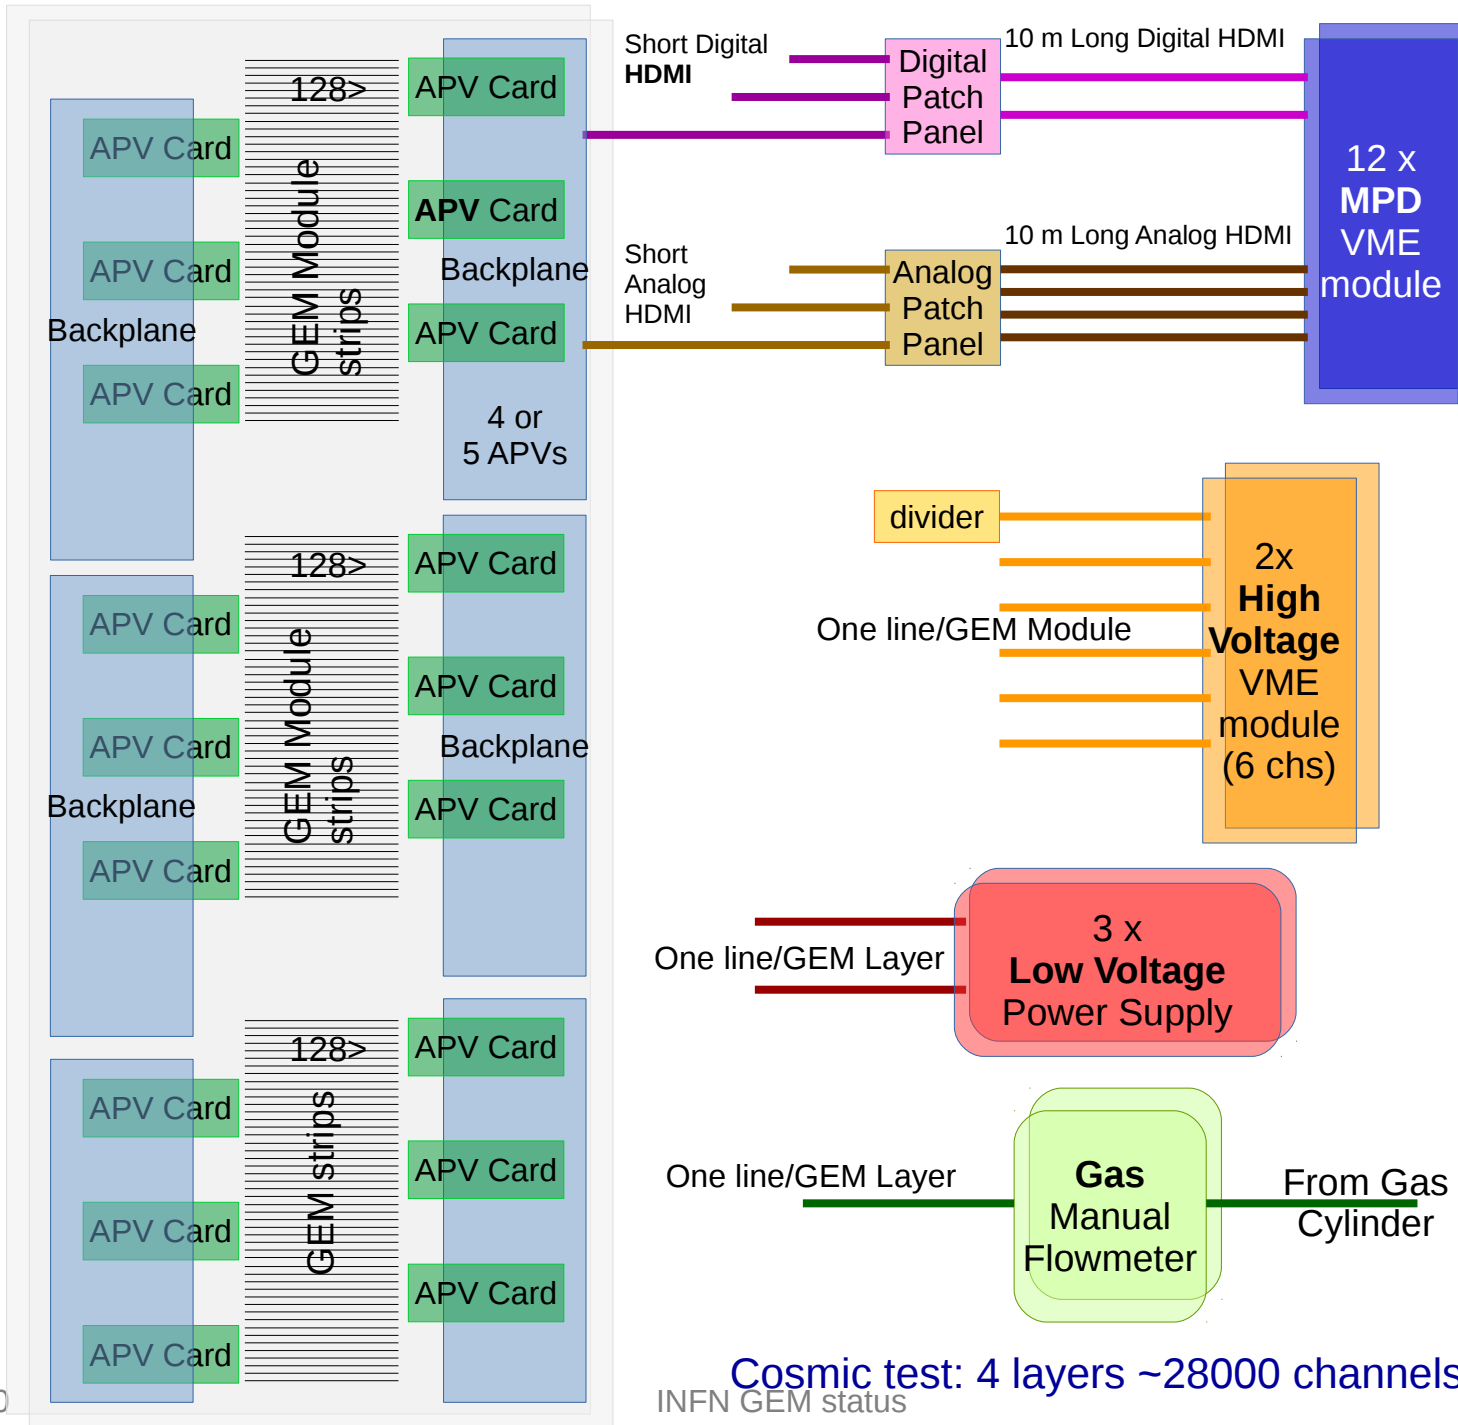 128>
APV Card
APV Card
GEM Module
strips
APV Card
APV Card
Backplane
APV Card
Backplane
APV Card
APV Card
4 or
5 APVs
Short Digital
HDMI
Digital
Patch
Panel
10 m Long Digital HDMI
12 x
MPD
VME
module
Short
Analog
HDMI
Analog
Patch
Panel
10 m Long Analog HDMI
divider
One line/GEM Module
2x
High
Voltage
VME
module
(6 chs)
128>
APV Card
APV Card
GEM Module
strips
APV Card
APV Card
Backplane
APV Card
Backplane
APV Card
One line/GEM Layer
3 x
Low Voltage
Power Supply
128>
APV Card
APV Card
GEM strips
APV Card
APV Card
APV Card
APV Card
One line/GEM Layer
Gas
Manual
Flowmeter
From Gas
Cylinder
Cosmic test: 4 layers ~28000 channels
INFN GEM status